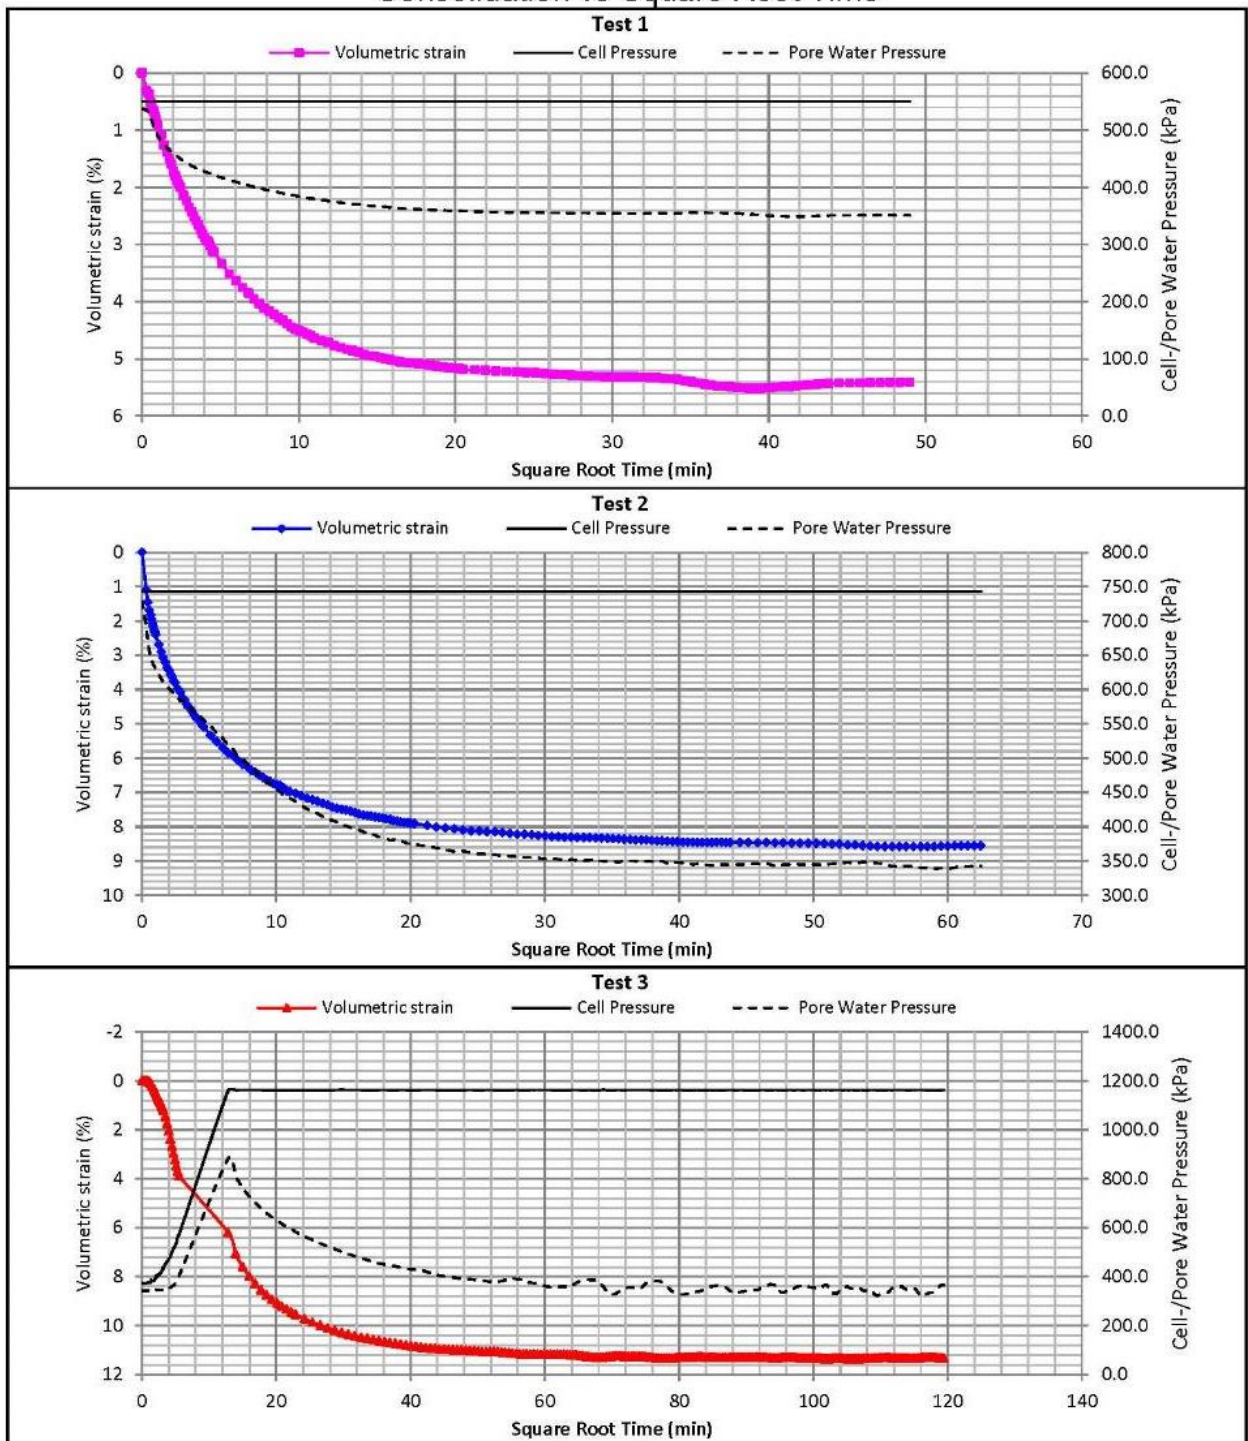 Consolidation vs Square Root Time
Test 1
Volumetric strain Cell Pressure Pore Water Pressure
0 600.0
1 500.0
2 400.0
3 300.0
4 200.0
5 100.0
6 0.0
Volumetric strain (%)
Cell-/Pore Water Pressure (kPa)
0 10 20 30 40 50 60
Square Root Time (min)
Test 2
Volumetric strain Cell Pressure Pore Water Pressure
0 800.0
1 750.0
2 700.0
3 650.0
4 600.0
5 550.0
6 500.0
7 450.0
8 400.0
9 350.0
10 300.0
Volumetric strain (%)
Cell-/Pore Water Pressure (kPa)
0 10 20 30 40 50 60 70
Square Root Time (min)
Test 3
Volumetric strain Cell Pressure Pore Water Pressure
-2 1400.0
0 1200.0
2 1000.0
4 800.0
6 600.0
8 400.0
10 200.0
12 0.0
Volumetric strain (%)
Cell-/Pore Water Pressure (kPa)
0 20 40 60 80 100 120 140
Square Root Time (min)